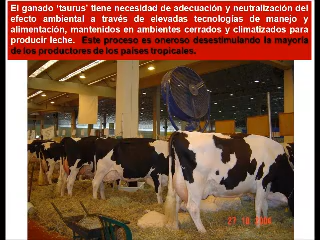 El ganado ‘taurus’ tiene necesidad de adecuación y neutralización del
efecto ambiental a través de elevadas tecnologías de manejo y
alimentación, mantenidos en ambientes cerrados y climatizados para
producir leche. Este proceso es oneroso desestimulando la mayoría
de los productores de los países tropicales.
27 10 2006